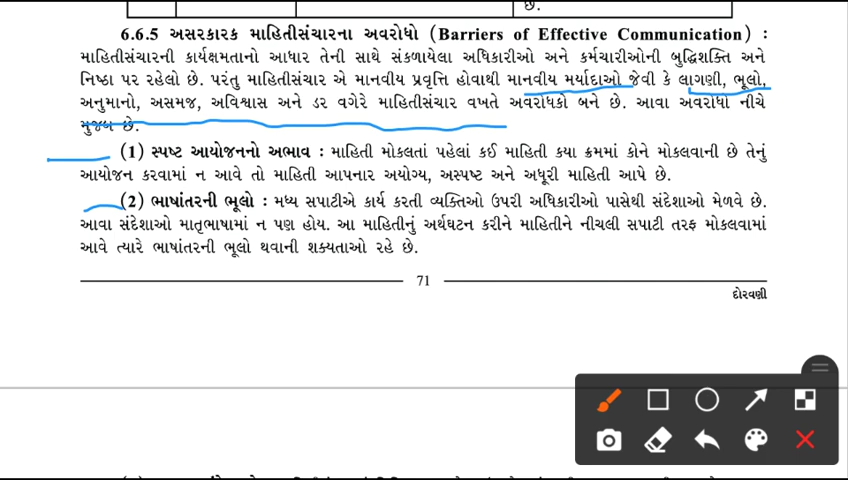 છે.
6.6.5 અસરકારક માહિતીસંચારના અવરોધો (Barriers of Effective Communication) :
માહિતીસંચારની કાર્યક્ષમતાનો આધાર તેની સાથે સંકળાયેલા અધિકારીઓ અને કર્મચારીઓની બુદ્ધિશક્તિ અને
નિષ્ઠા પર રહેલો છે. પરંતુ માહિતીસંચાર એ માનવીય પ્રવૃત્તિ હોવાથી માનવીય મર્યાદાઓ જેવી કે લાગણી, ભૂલો,
અનુમાનો, અસમજ, અવિશ્વાસ અને ડર વગેરે માહિતીસંચાર વખતે અવરોધકો બને છે. આવા અવરોધો નીચે
મુજબ છે.
(1) સ્પષ્ટ આયોજનનો અભાવ : માહિતી મોકલતાં પહેલાં કઈ માહિતી ક્યા ક્રમમાં કોને મોકલવાની છે તેનું
આયોજન કરવામાં ન આવે તો માહિતી આપનાર અયોગ્ય, અસ્પષ્ટ અને અધૂરી માહિતી આપે છે.
(2) ભાષાંતરની ભૂલો : મધ્ય સપાટીએ કાર્ય કરતી વ્યક્તિઓ ઉપરી અધિકારીઓ પાસેથી સંદેશાઓ મેળવે છે.
આવા સંદેશાઓ માતૃભાષામાં ન પણ હોય. આ માહિતીનું અર્થઘટન કરીને માહિતીને નીચલી સપાટી તરફ મોકલવામાં
આવે ત્યારે ભાષાંતરની ભૂલો થવાની શક્યતાઓ રહે છે.
71
દોરવણી